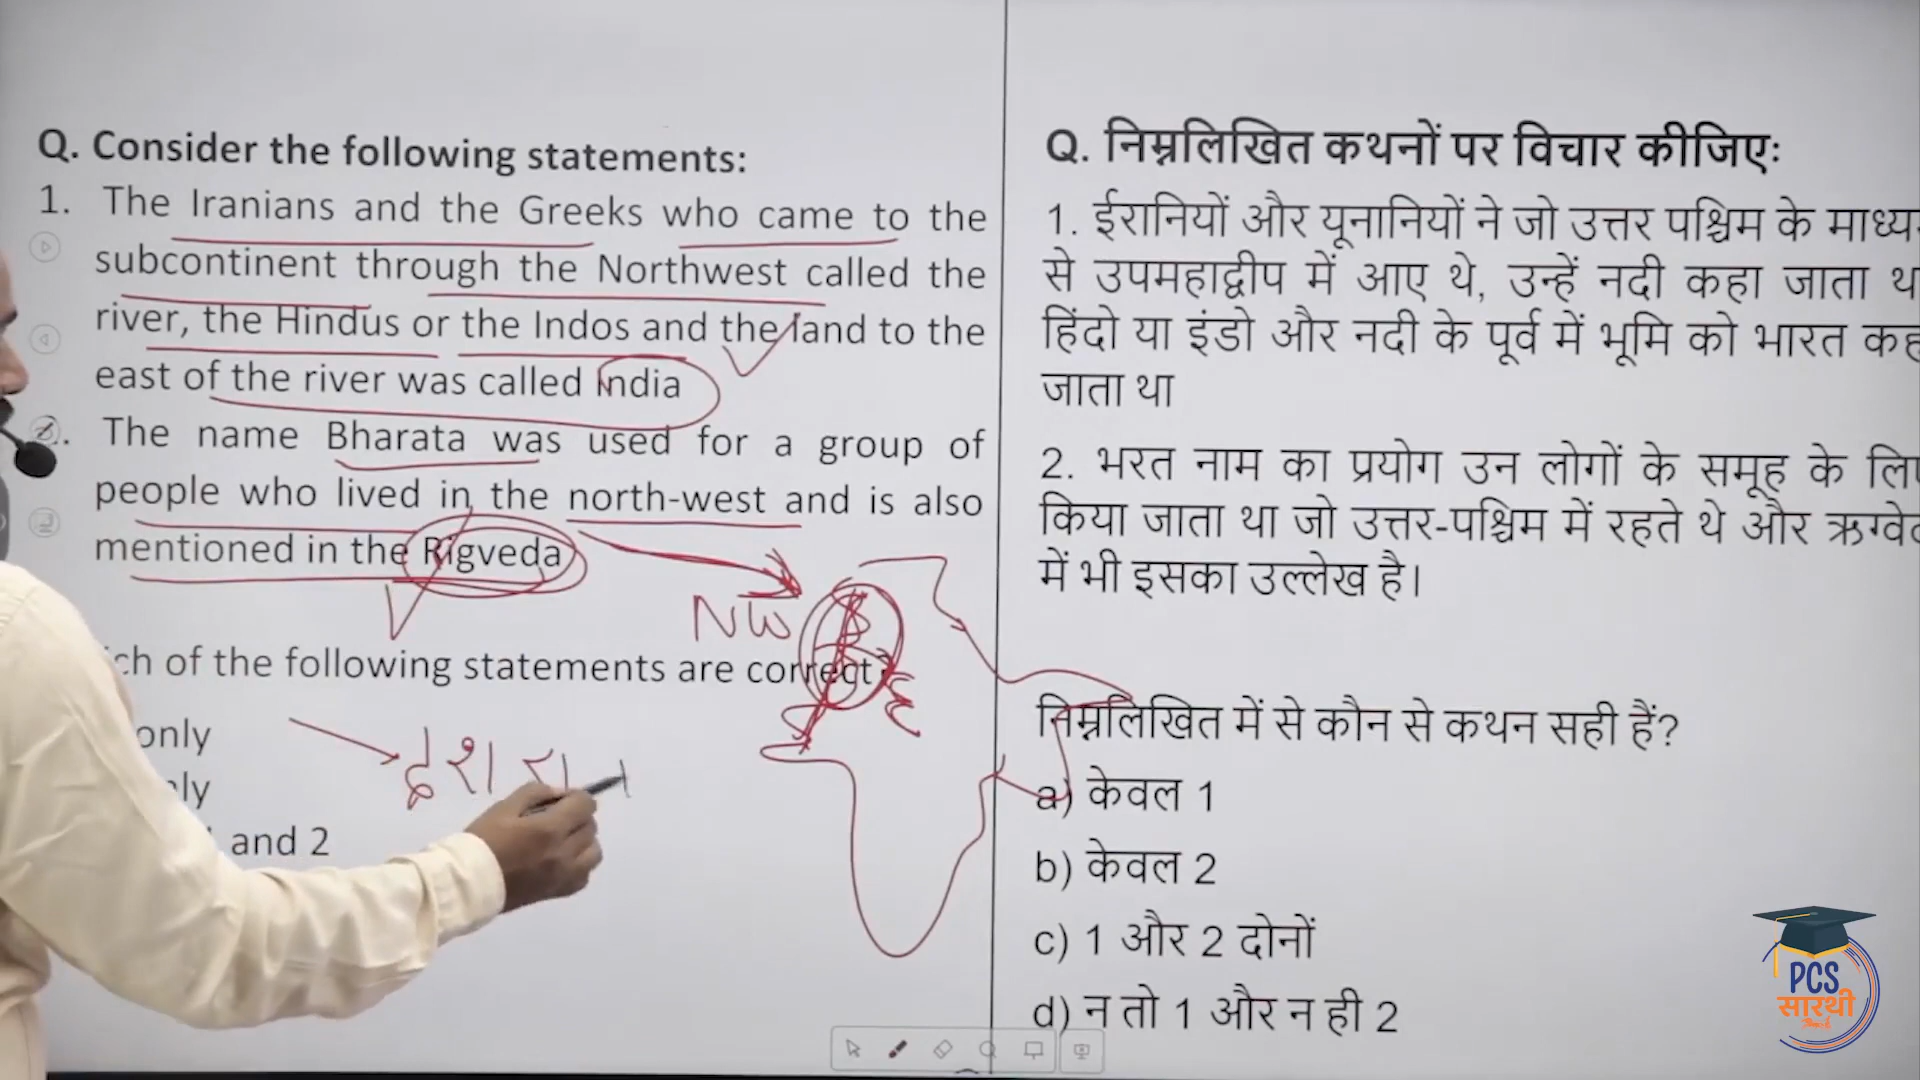 Q. Consider the following statements:
1. The Iranians and the Greeks who came to the
subcontinent through the Northwest called the
river, the Hindus or the Indos and the land to the
east of the river was called India
2. The name Bharata was used for a group of
people who lived in the north-west and is also
mentioned in the Rigveda
NW
ch of the following statements are correct?
only
ly
and 2
Q. निम्नलिखित कथनों पर विचार कीजिएः
1. ईरानियों और यूनानियों ने जो उत्तर पश्चिम के माध्य
से उपमहाद्वीप में आए थे, उन्हें नदी कहा जाता था
हिंदो या इंडो और नदी के पूर्व में भूमि को भारत कह
जाता था
2. भरत नाम का प्रयोग उन लोगों के समूह के लिए
किया जाता था जो उत्तर-पश्चिम में रहते थे और ऋग्वेद
में भी इसका उल्लेख है।
निम्नलिखित में से कौन से कथन सही हैं?
a) केवल 1
b) केवल 2
c) 1 और 2 दोनों
d) न तो 1 और न ही 2
PCS
सारथी